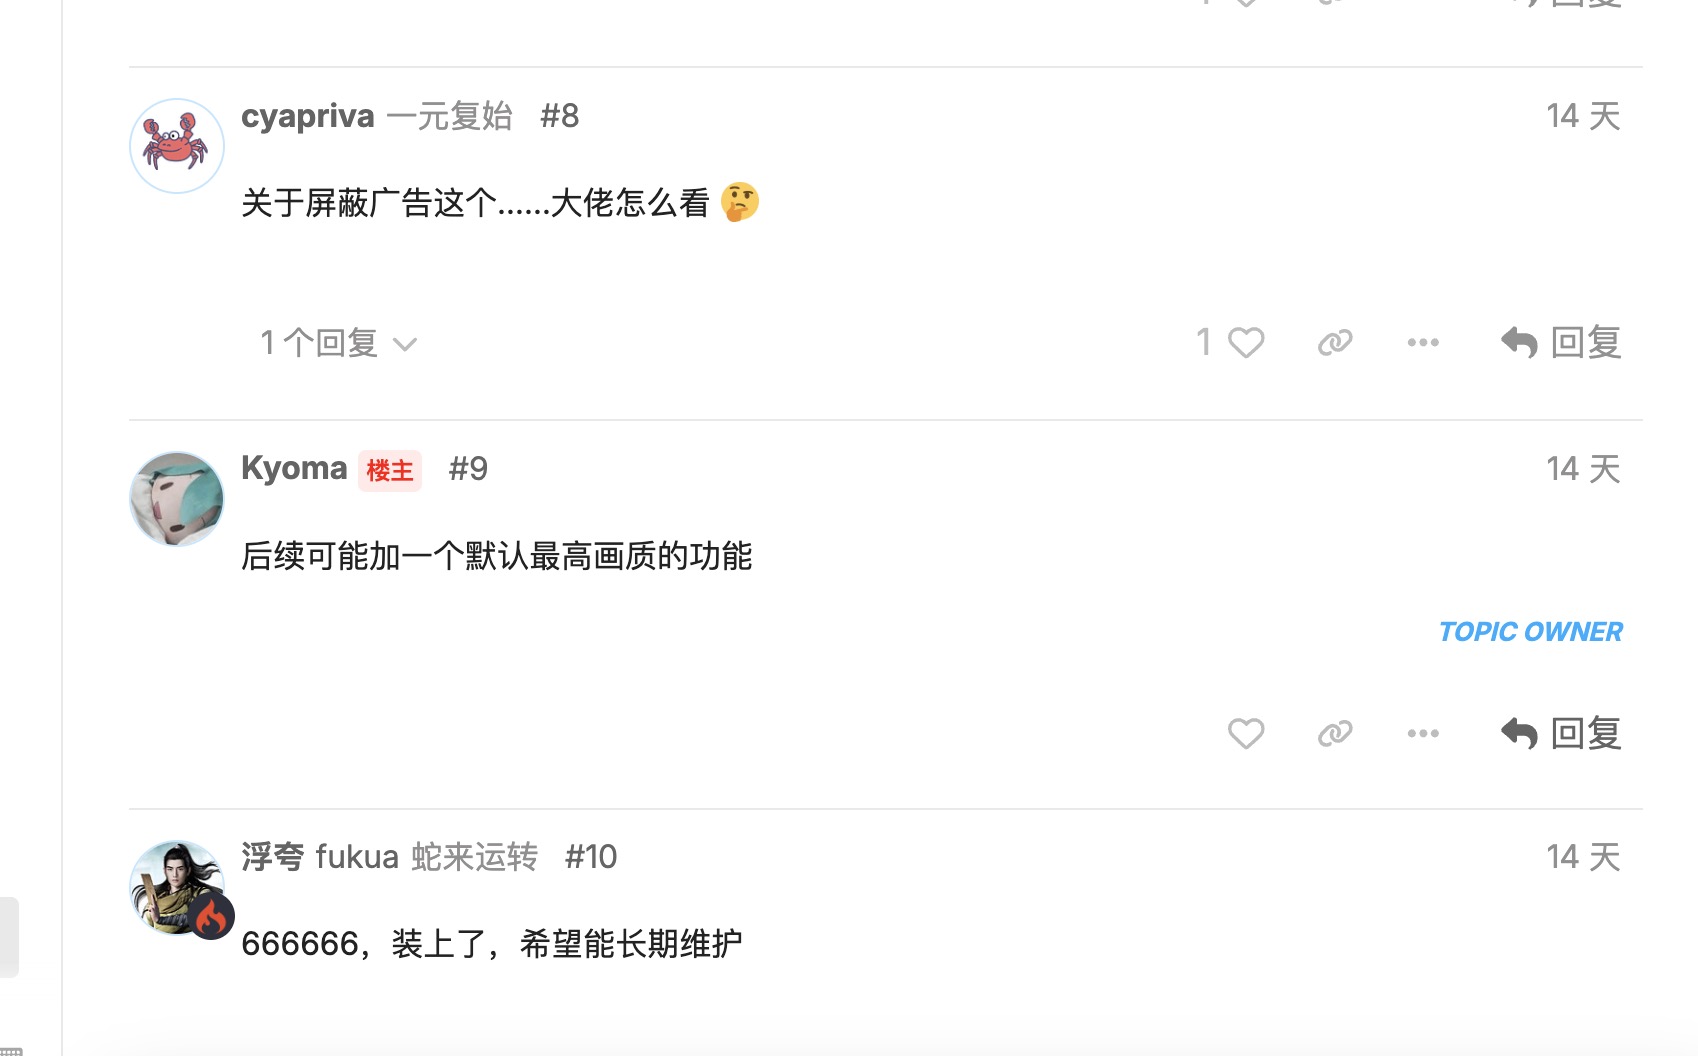 1 回复
cyapriva 一元复始 #8 14 天
关于屏蔽广告这个......大佬怎么看
1 个回复 1 回复
Kyoma 楼主 #9 14 天
后续可能加一个默认最高画质的功能
TOPIC OWNER
回复
浮夸 fukua 蛇来运转 #10 14 天
666666，装上了，希望能长期维护